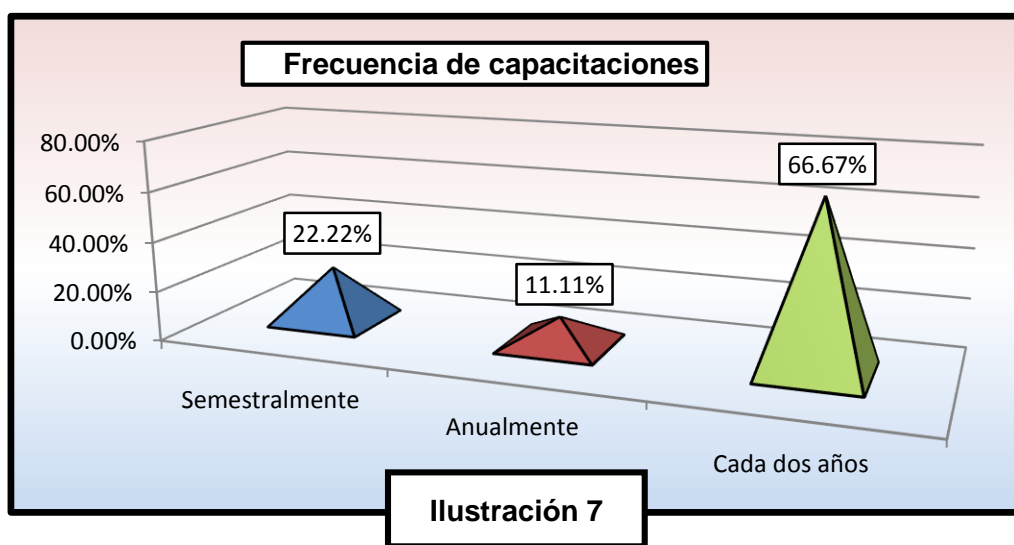 Frecuencia de capacitaciones
80.00%
60.00%
40.00%
20.00%
0.00%
22.22%
11.11%
66.67%
Semestralmente
Anualmente
Cada dos años
Ilustración 7